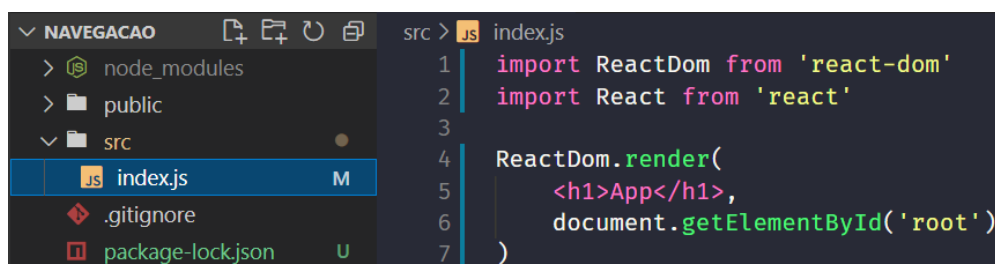 NAVEGACAO
node_modules
public
src
JS index.js M
.gitignore
package-lock.json U
src > JS index.js
1 import ReactDom from 'react-dom'
2 import React from 'react'
3
4 ReactDom.render(
5 <h1>App</h1>,
6 document.getElementById('root')
7 )